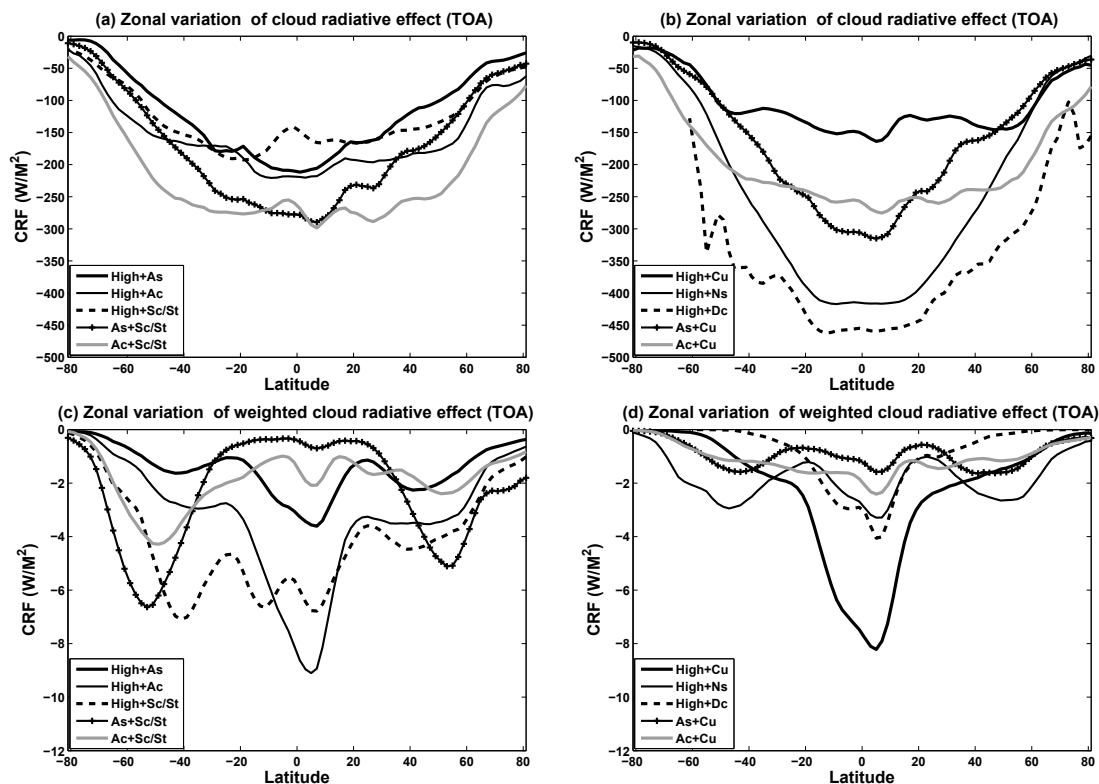 (a) Zonal variation of cloud radiative effect (TOA)
0
−50
−100
−150
−200
−250
−300
−350
−400
−450
−500
CRF (W/M²)
High+As
High+Ac
High+Sc/St
As+Sc/St
Ac+Sc/St
−80 −60 −40 −20 0 20 40 60 80
Latitude
(b) Zonal variation of cloud radiative effect (TOA)
0
−50
−100
−150
−200
−250
−300
−350
−400
−450
−500
CRF (W/M²)
High+Cu
High+Ns
High+Dc
As+Cu
Ac+Cu
−80 −60 −40 −20 0 20 40 60 80
Latitude
(c) Zonal variation of weighted cloud radiative effect (TOA)
0
−2
−4
−6
−8
−10
−12
CRF (W/M²)
High+As
High+Ac
High+Sc/St
As+Sc/St
Ac+Sc/St
−80 −60 −40 −20 0 20 40 60 80
Latitude
(d) Zonal variation of weighted cloud radiative effect (TOA)
0
−2
−4
−6
−8
−10
−12
CRF (W/M²)
High+Cu
High+Ns
High+Dc
As+Cu
Ac+Cu
−80 −60 −40 −20 0 20 40 60 80
Latitude